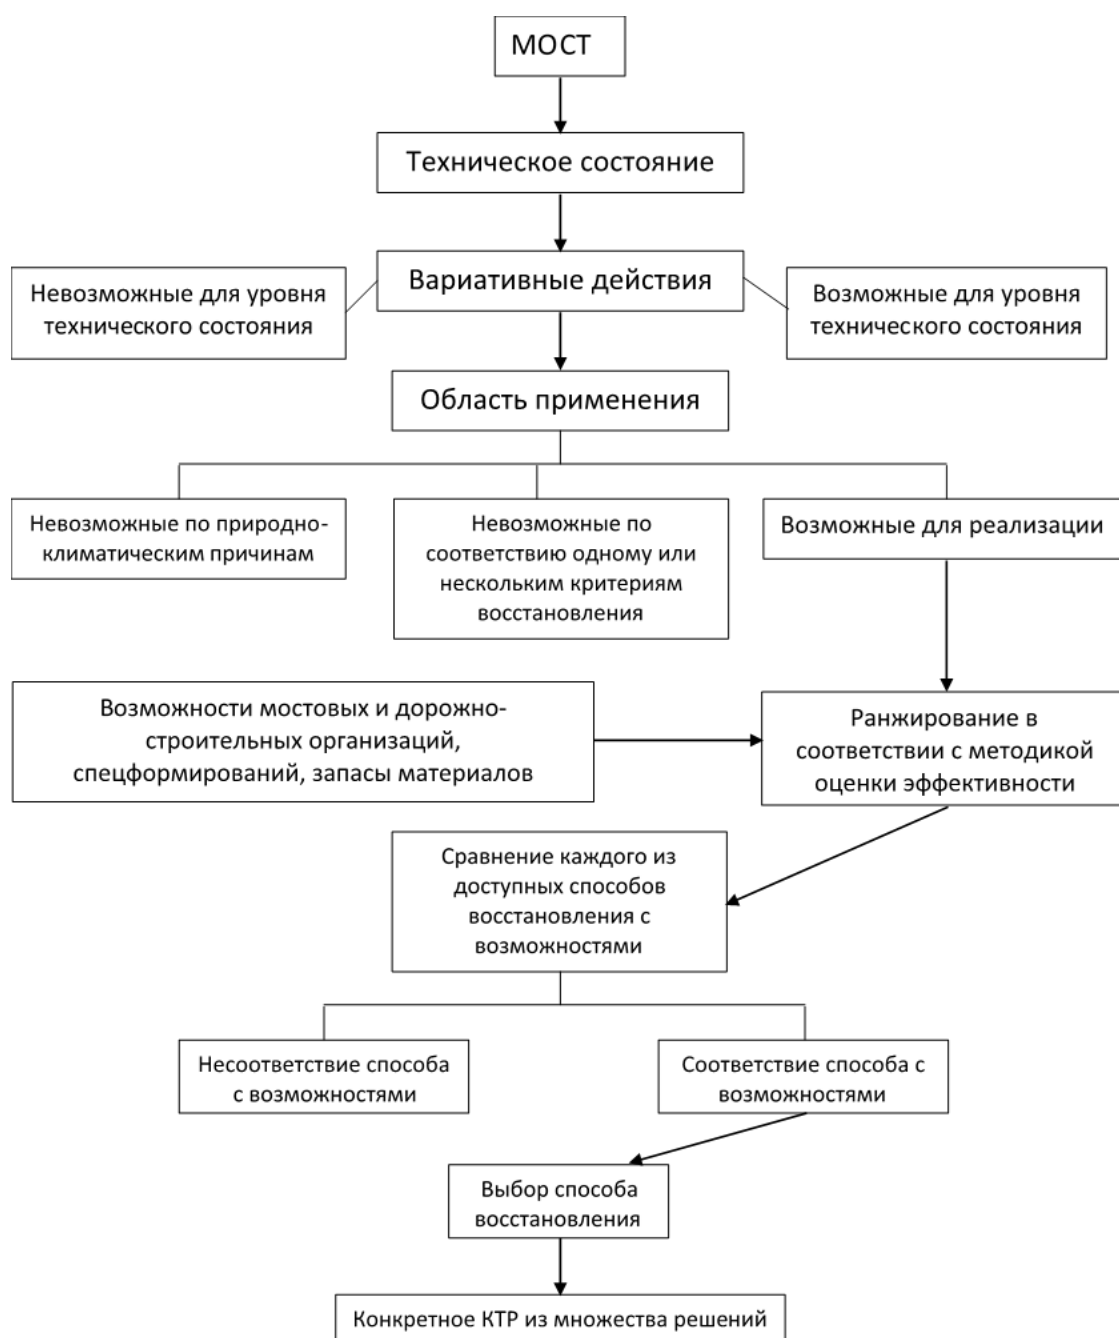 МОСТ
Техническое состояние
Вариативные действия
Невозможные для уровня
технического состояния
Возможные для уровня
технического состояния
Область применения
Невозможные по природно-
климатическим причинам
Невозможные по
соответствию одному или
нескольким критериям
восстановления
Возможные для реализации
Возможности мостовых и дорожно-
строительных организаций,
спецформирований, запасы материалов
Ранжирование в
соответствии с методикой
оценки эффективности
Сравнение каждого из
доступных способов
восстановления с
возможностями
Несоответствие способа
с возможностями
Соответствие способа с
возможностями
Выбор способа
восстановления
Конкретное КТР из множества решений